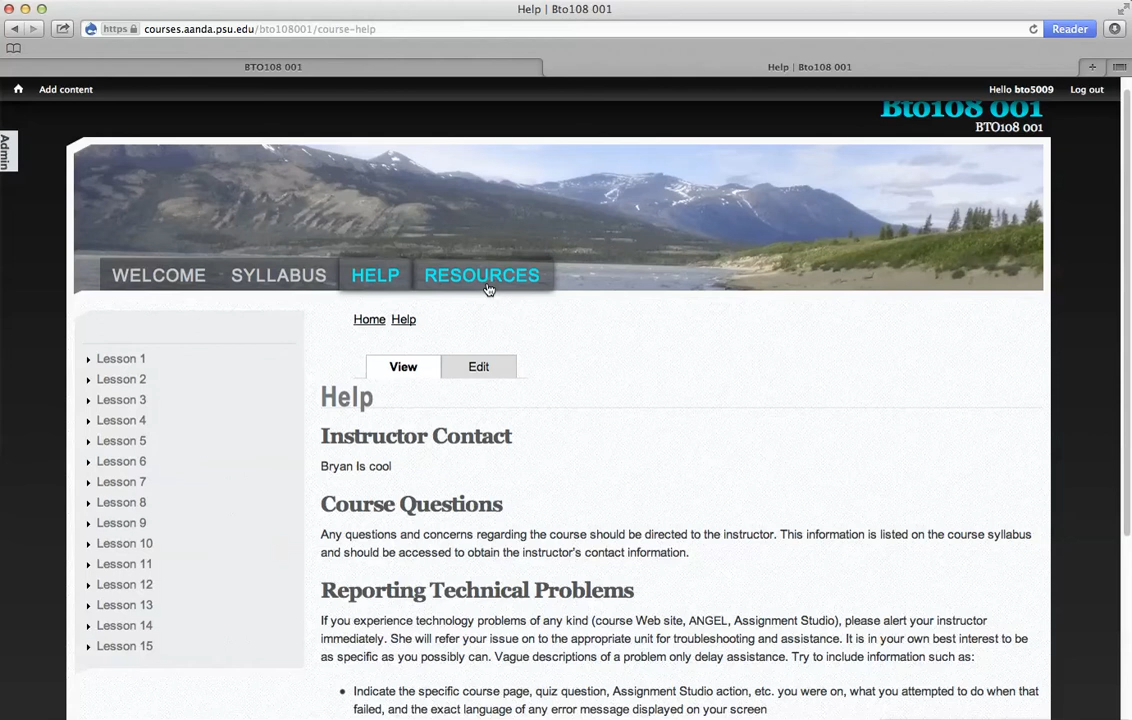 Help | Bto108 001
https courses.aanda.psu.edu/bto108001/course-help
Reader
BTO108 001
Help | Bto108 001
Add content
Hello bto5009
Log out
Bto108 001
BTO108 001
Admin
WELCOME SYLLABUS HELP RESOURCES
Home Help
View Edit
Lesson 1
Lesson 2
Lesson 3
Lesson 4
Lesson 5
Lesson 6
Lesson 7
Lesson 8
Lesson 9
Lesson 10
Lesson 11
Lesson 12
Lesson 13
Lesson 14
Lesson 15
Help
Instructor Contact
Bryan Is cool
Course Questions
Any questions and concerns regarding the course should be directed to the instructor. This information is listed on the course syllabus
and should be accessed to obtain the instructor's contact information.
Reporting Technical Problems
If you experience technology problems of any kind (course Web site, ANGEL, Assignment Studio), please alert your instructor
immediately. She will refer your issue on to the appropriate unit for troubleshooting and assistance. It is in your own best interest to be
as specific as you possibly can. Vague descriptions of a problem only delay assistance. Try to include information such as:
Indicate the specific course page, quiz question, Assignment Studio action, etc. you were on, what you attempted to do when that
failed, and the exact language of any error message displayed on your screen